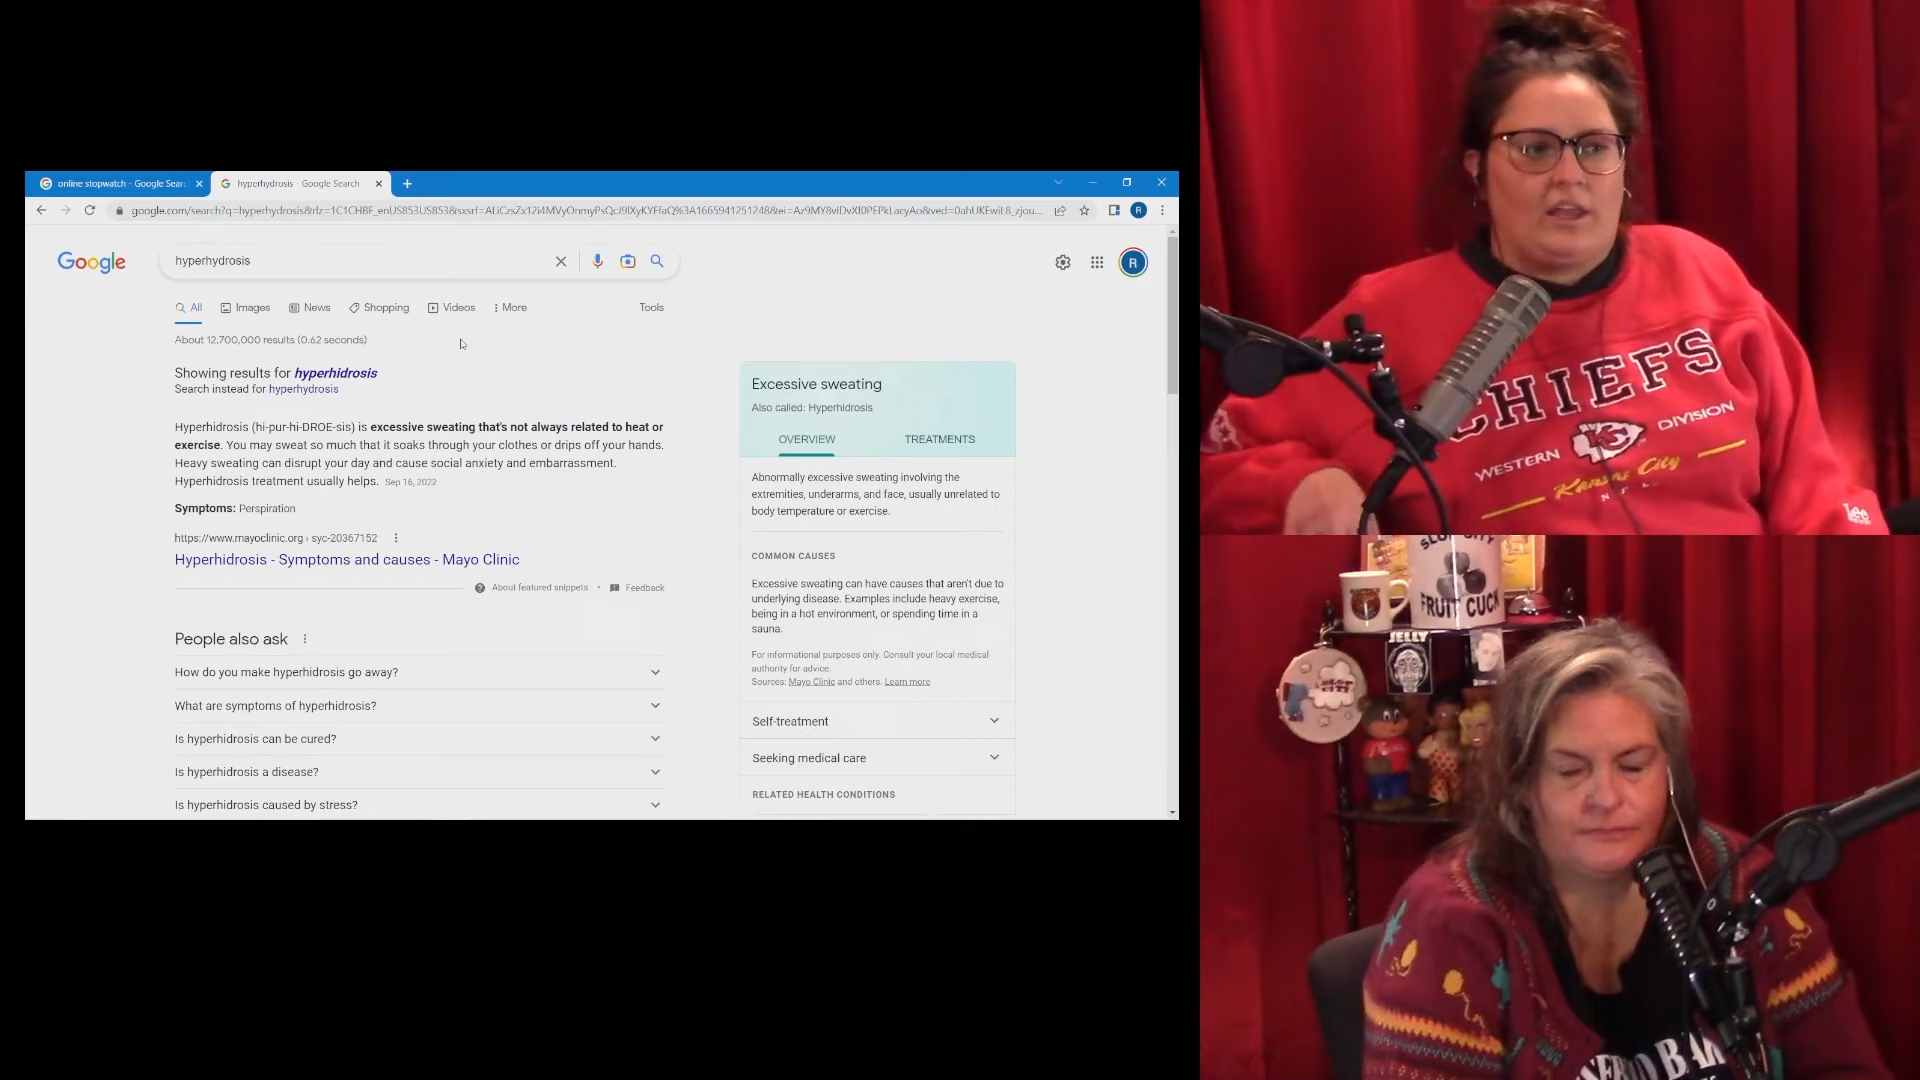 online stopwatch - Google Sear
hyperhydrosis - Google Search
Google
hyperhydrosis
R
All
Images
News
Shopping
Videos
More
Tools
About 12,700,000 results (0.62 seconds)
Showing results for hyperhidrosis
Search instead for hyperhydrosis
Hyperhidrosis (hi-pur-hi-DROE-sis) is excessive sweating that's not always related to heat or
exercise. You may sweat so much that it soaks through your clothes or drips off your hands.
Heavy sweating can disrupt your day and cause social anxiety and embarrassment.
Hyperhidrosis treatment usually helps. Sep 16, 2022
Symptoms: Perspiration
https://www.mayoclinic.org › syc-20367152
Hyperhidrosis - Symptoms and causes - Mayo Clinic
About featured snippets • Feedback
People also ask
How do you make hyperhidrosis go away?
What are symptoms of hyperhidrosis?
Is hyperhidrosis can be cured?
Is hyperhidrosis a disease?
Is hyperhidrosis caused by stress?
Excessive sweating
Also called: Hyperhidrosis
OVERVIEW
TREATMENTS
Abnormally excessive sweating involving the
extremities, underarms, and face, usually unrelated to
body temperature or exercise.
COMMON CAUSES
Excessive sweating can have causes that aren't due to
underlying disease. Examples include heavy exercise,
being in a hot environment, or spending time in a
sauna.
For informational purposes only. Consult your local medical
authority for advice.
Sources: Mayo Clinic and others. Learn more
Self-treatment
Seeking medical care
RELATED HEALTH CONDITIONS
CHIEFS
WESTERN
DIVISION
KC
Kansas City
Lee
CITY
FRUIT CUCK
JELLY